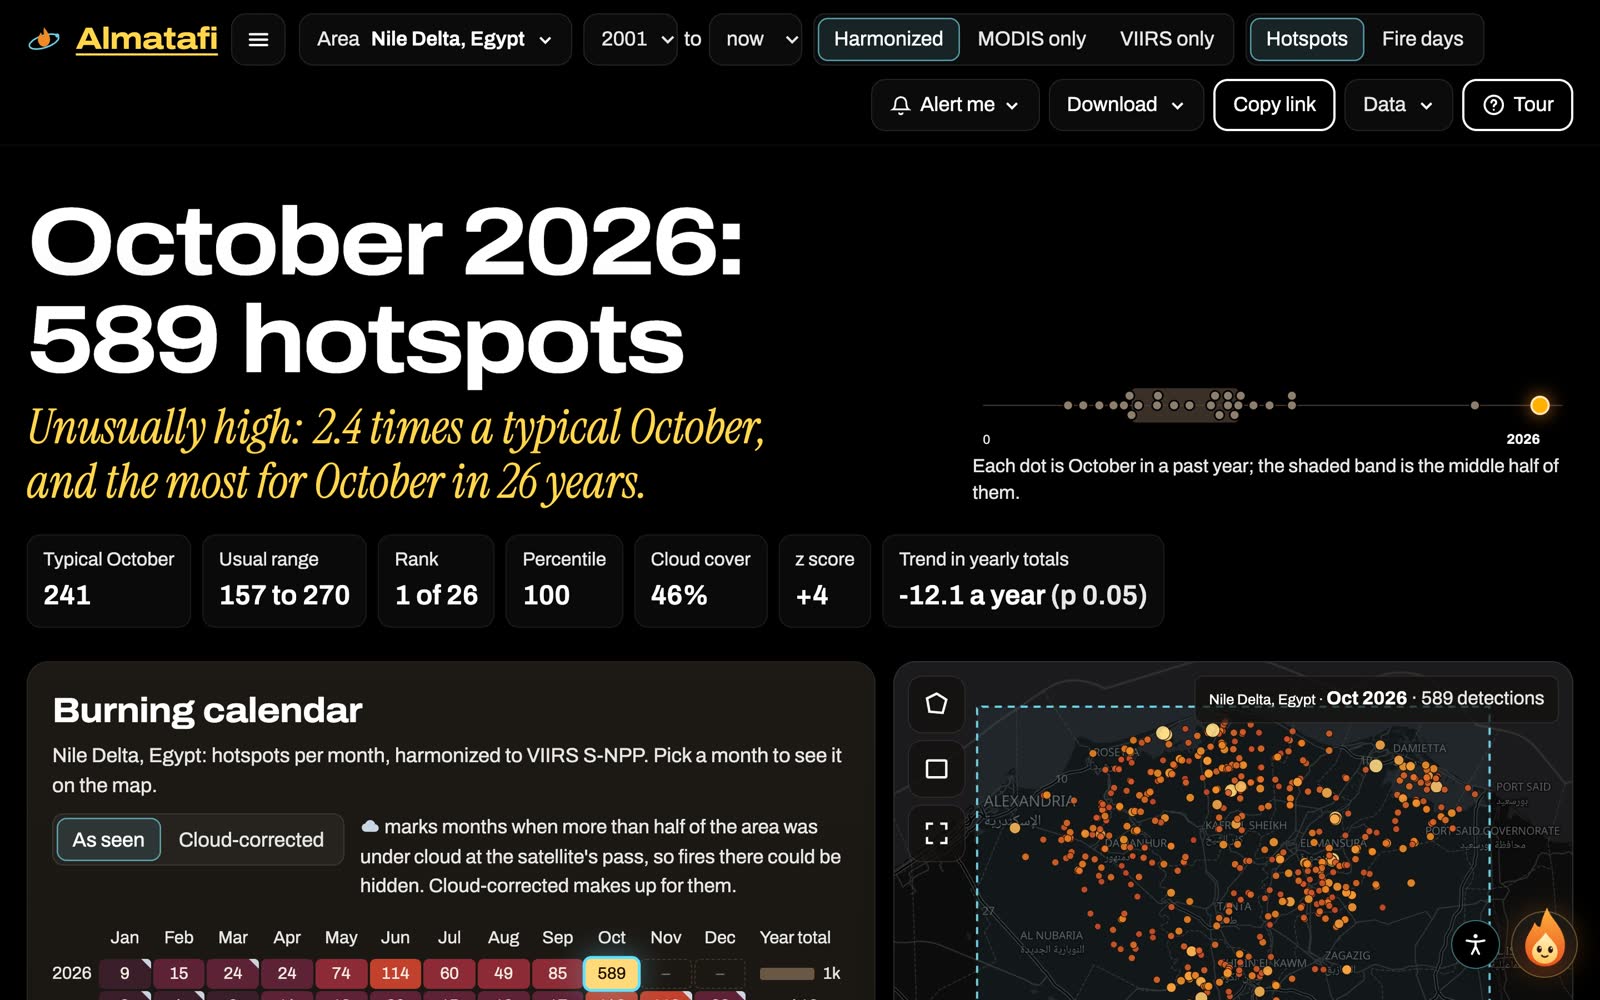 Almatafi
Area Nile Delta, Egypt
2001 to now
Harmonized MODIS only VIIRS only
Hotspots Fire days
Alert me
Download
Copy link
Data
Tour
October 2026:
589 hotspots
Unusually high: 2.4 times a typical October,
and the most for October in 26 years.
0
2026
Each dot is October in a past year; the shaded band is the middle half of
them.
Typical October
241
Usual range
157 to 270
Rank
1 of 26
Percentile
100
Cloud cover
46%
z score
+4
Trend in yearly totals
-12.1 a year (p 0.05)
Burning calendar
Nile Delta, Egypt: hotspots per month, harmonized to VIIRS S-NPP. Pick a month to see it
on the map.
As seen Cloud-corrected
marks months when more than half of the area was
under cloud at the satellite's pass, so fires there could be
hidden. Cloud-corrected makes up for them.
Jan Feb Mar Apr May Jun Jul Aug Sep Oct Nov Dec Year total
2026 9 15 24 24 74 114 60 49 85 589 – – 1k
Nile Delta, Egypt · Oct 2026 · 589 detections
DAMIETTA
10
PORT SAID
بورسعيد
ALEXANDRIA
الإسكندرية
KAFR EL SHEIKH
PORT SAID GOVERNORATE
محافظة بورسعيد
DAMANHUR
دمنهور
EL MANSURA
27
TANTA
AL NUBARIA
النوبارية الجديدة
ZAGAZIG